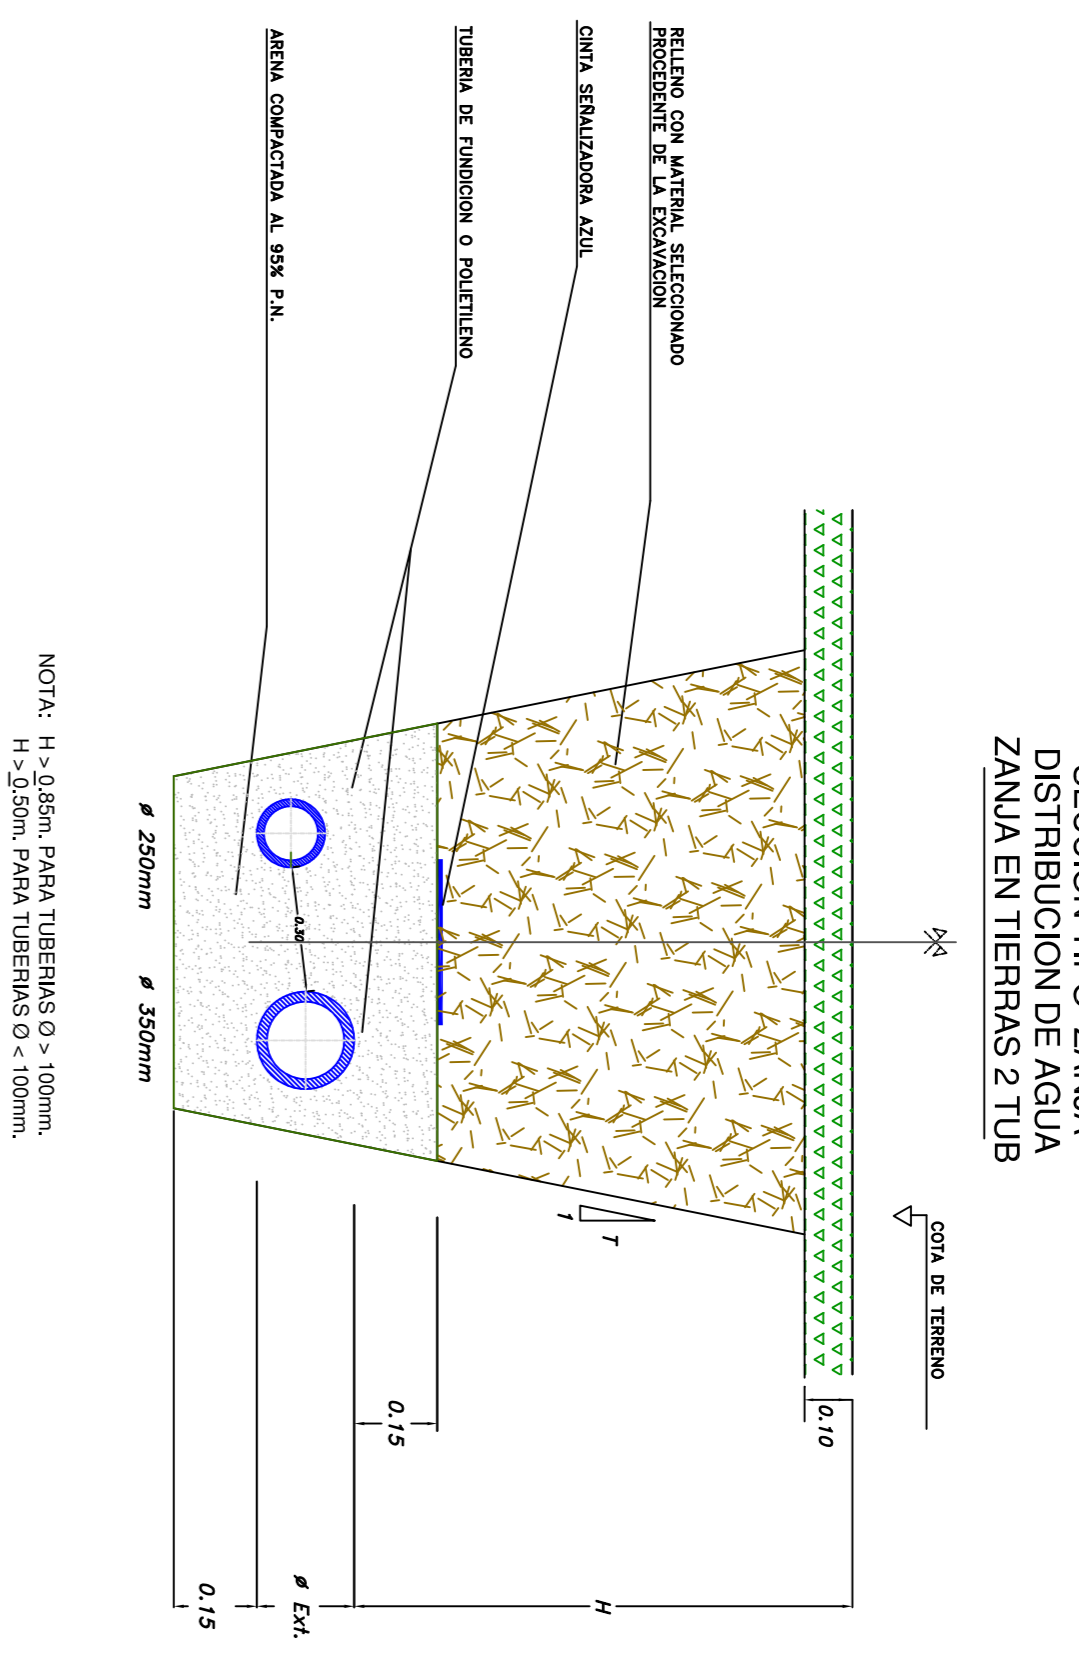 DISTRIBUCION DE AGUA
ZANJA EN TIERRAS 2 TUB
COTA DE TERRENO
0.10
RELLENO CON MATERIAL SELECCIONADO
PROCEDENTE DE LA EXCAVACION
CINTA SEÑALIZADORA AZUL
TUBERIA DE FUNDICION O POLIETILENO
ARENA COMPACTADA AL 95% P.N.
T
1
H
0.15
0.30
Ø Ext.
0.15
Ø 250mm
Ø 350mm
NOTA: H > 0.85m. PARA TUBERIAS Ø > 100mm.
H > 0.50m. PARA TUBERIAS Ø < 100mm.